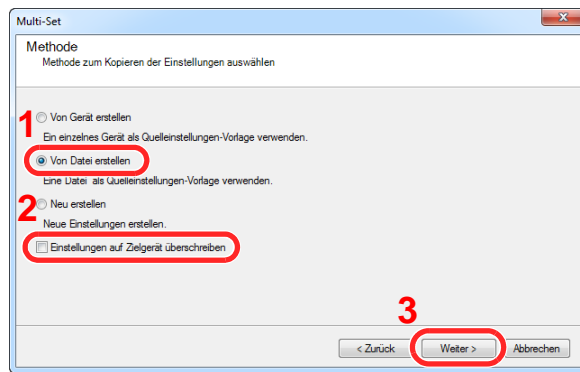 Multi-Set
Methode
Methode zum Kopieren der Einstellungen auswählen
1
Von Gerät erstellen
Ein einzelnes Gerät als Quelleinstellungen-Vorlage verwenden.
Von Datei erstellen
Eine Datei als Quelleinstellungen-Vorlage verwenden.
2
Neu erstellen
Neue Einstellungen erstellen.
Einstellungen auf Zielgerät überschreiben
3
< Zurück Weiter > Abbrechen